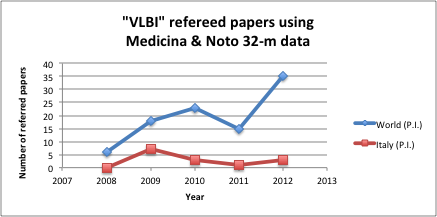 "VLBI" refereed papers using
Medicina & Noto 32-m data
Number of referred papers
40
35
30
25
20
15
10
5
0
2007 2008 2009 2010 2011 2012 2013
Year
World (P.I.)
Italy (P.I.)